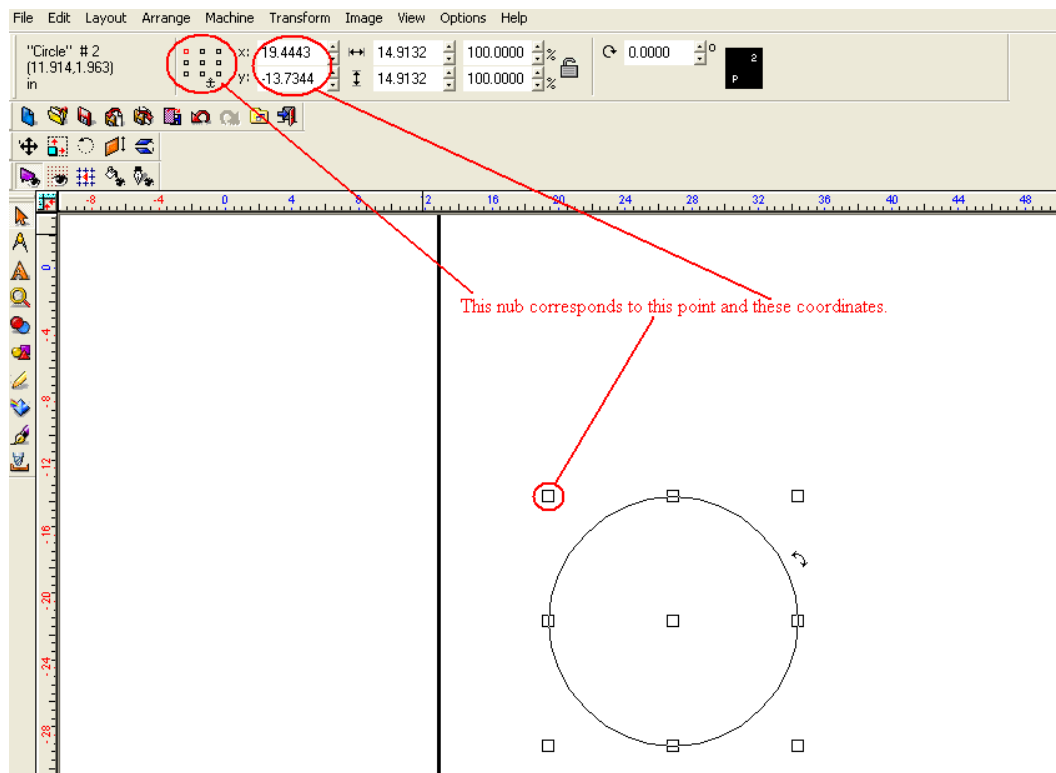 File Edit Layout Arrange Machine Transform Image View Options Help
"Circle" # 2
(11.914,1.963)
in
x: 19.4443 14.9132 100.0000 % 0.0000 °
y: -13.7344 14.9132 100.0000 %
2
P
-8 -4 0 4 8 12 16 20 24 28 32 36 40 44 48
0
-4
-8
-12
-16
-20
-24
-28
This nub corresponds to this point and these coordinates.